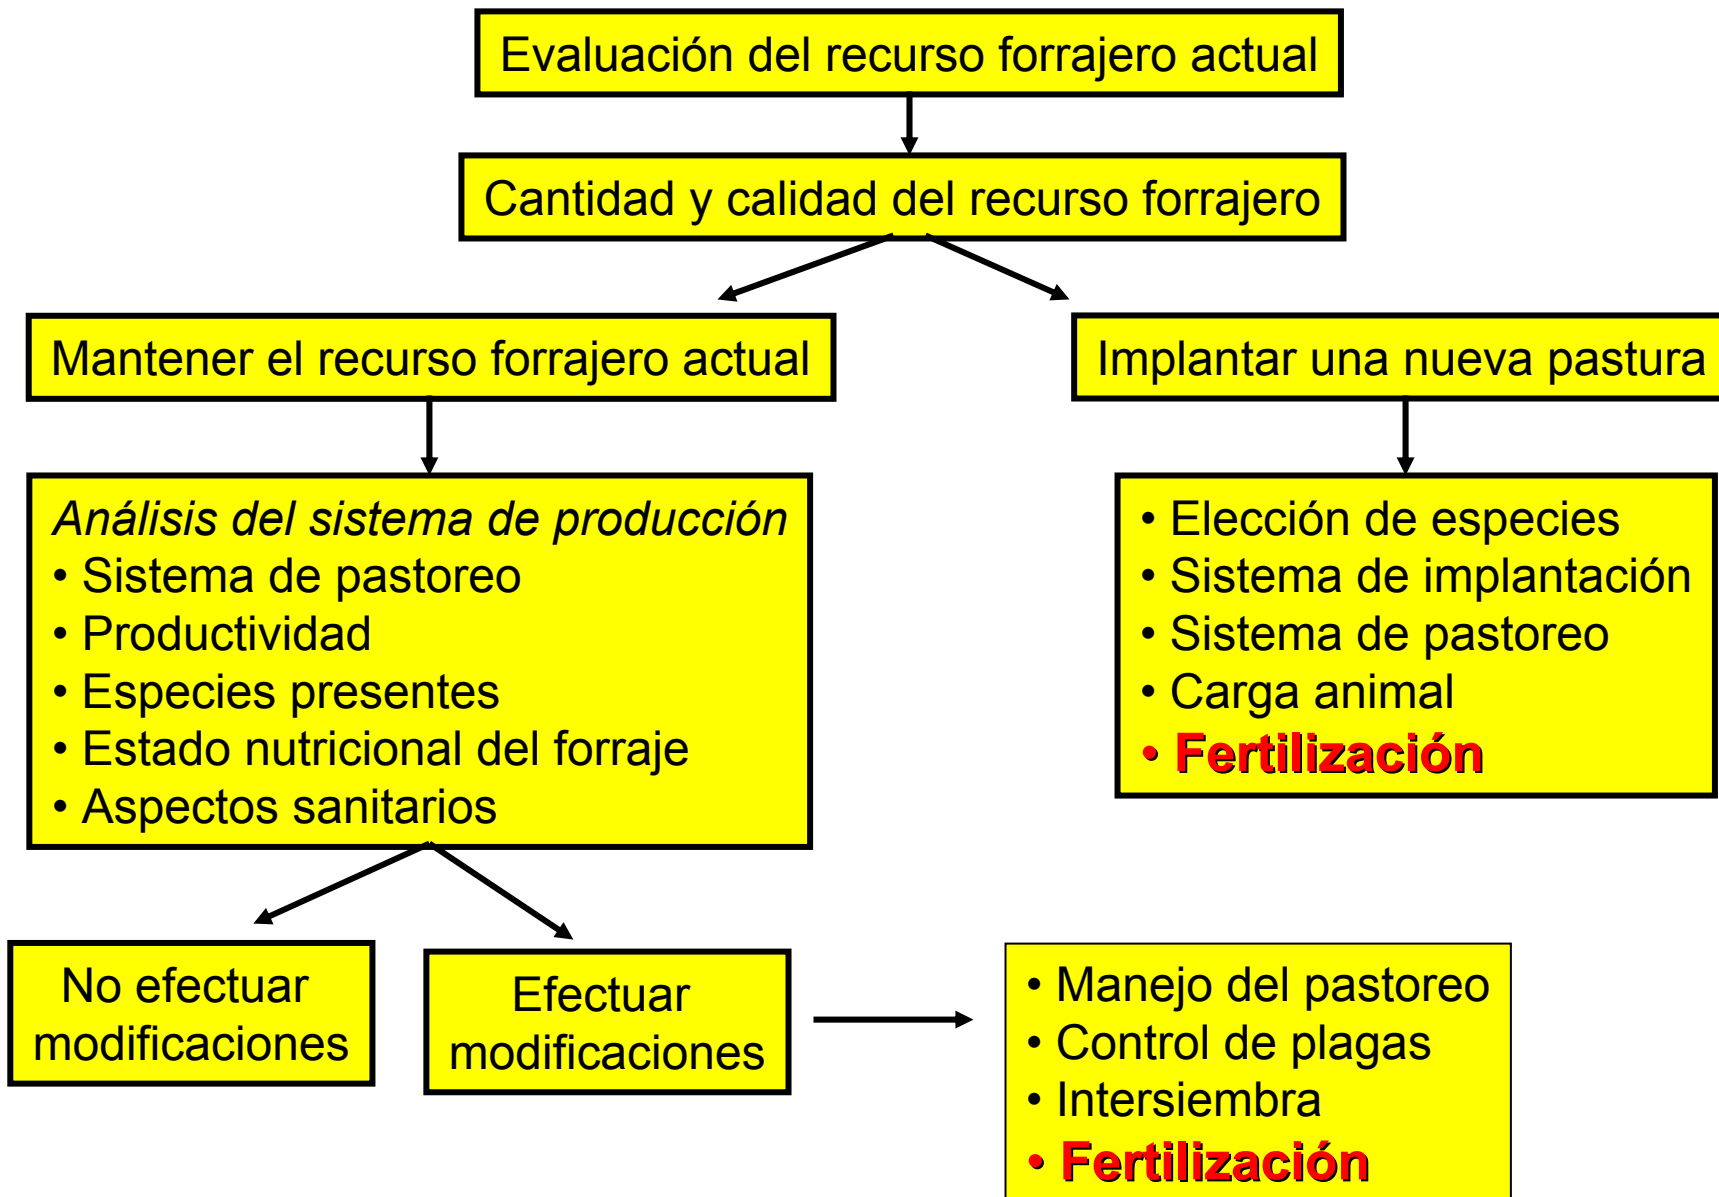 Evaluación del recurso forrajero actual
Cantidad y calidad del recurso forrajero
Mantener el recurso forrajero actual
Implantar una nueva pastura
Análisis del sistema de producción
• Sistema de pastoreo
• Productividad
• Especies presentes
• Estado nutricional del forraje
• Aspectos sanitarios
• Elección de especies
• Sistema de implantación
• Sistema de pastoreo
• Carga animal
• Fertilización
No efectuar
modificaciones
Efectuar
modificaciones
• Manejo del pastoreo
• Control de plagas
• Intersiembra
• Fertilización